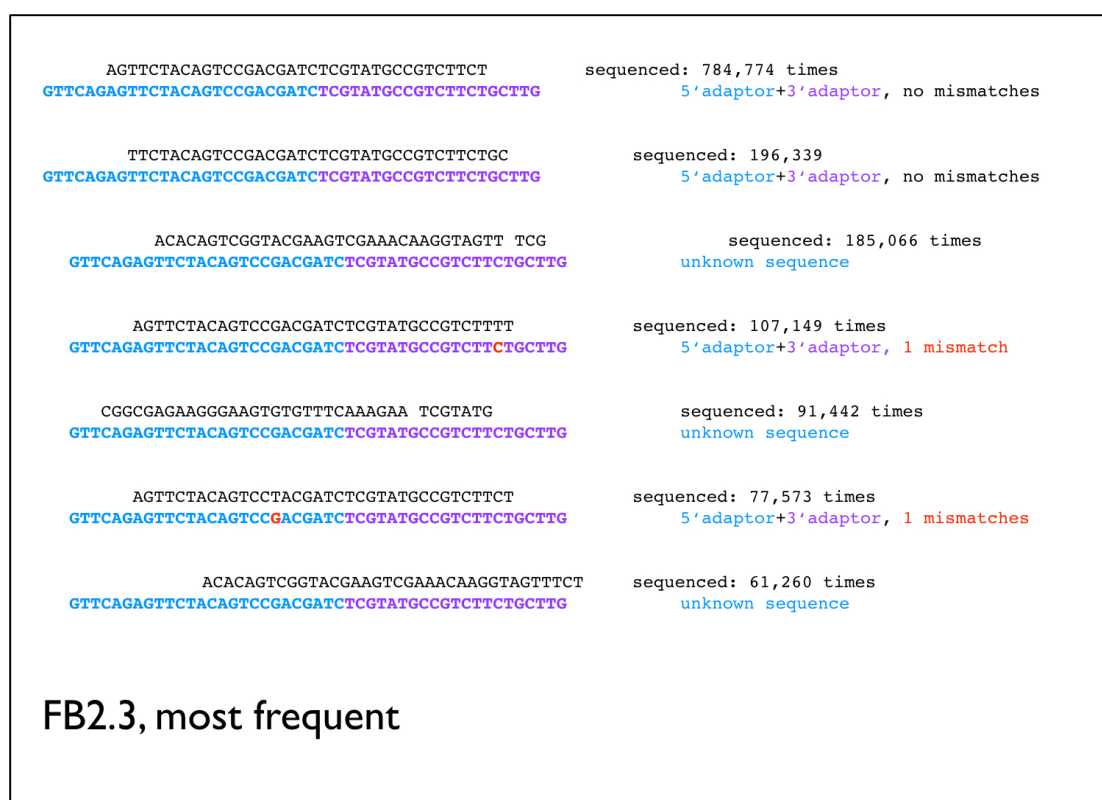 AGTTCTACAGTCCGACGATCTCGTATGCCGTCTTCT sequenced: 784,774 times
GTTCAGAGTTCTACAGTCCGACGATCTCGTATGCCGTCTTCTGCTTG 5‘adaptor+3‘adaptor, no mismatches
TTCTACAGTCCGACGATCTCGTATGCCGTCTTCTGC sequenced: 196,339
GTTCAGAGTTCTACAGTCCGACGATCTCGTATGCCGTCTTCTGCTTG 5‘adaptor+3‘adaptor, no mismatches
ACACAGTCGGTACGAAGTCGAAACAAGGTAGTT TCG sequenced: 185,066 times
GTTCAGAGTTCTACAGTCCGACGATCTCGTATGCCGTCTTCTGCTTG unknown sequence
AGTTCTACAGTCCGACGATCTCGTATGCCGTCTTTT sequenced: 107,149 times
GTTCAGAGTTCTACAGTCCGACGATCTCGTATGCCGTCTTCTGCTTG 5‘adaptor+3‘adaptor, 1 mismatch
CGGCGAGAAGGGAAGTGTGTTTCAAAGAA TCGTATG sequenced: 91,442 times
GTTCAGAGTTCTACAGTCCGACGATCTCGTATGCCGTCTTCTGCTTG unknown sequence
AGTTCTACAGTCCTACGATCTCGTATGCCGTCTTCT sequenced: 77,573 times
GTTCAGAGTTCTACAGTCCGACGATCTCGTATGCCGTCTTCTGCTTG 5‘adaptor+3‘adaptor, 1 mismatches
ACACAGTCGGTACGAAGTCGAAACAAGGTAGTTTCT sequenced: 61,260 times
GTTCAGAGTTCTACAGTCCGACGATCTCGTATGCCGTCTTCTGCTTG unknown sequence
FB2.3, most frequent